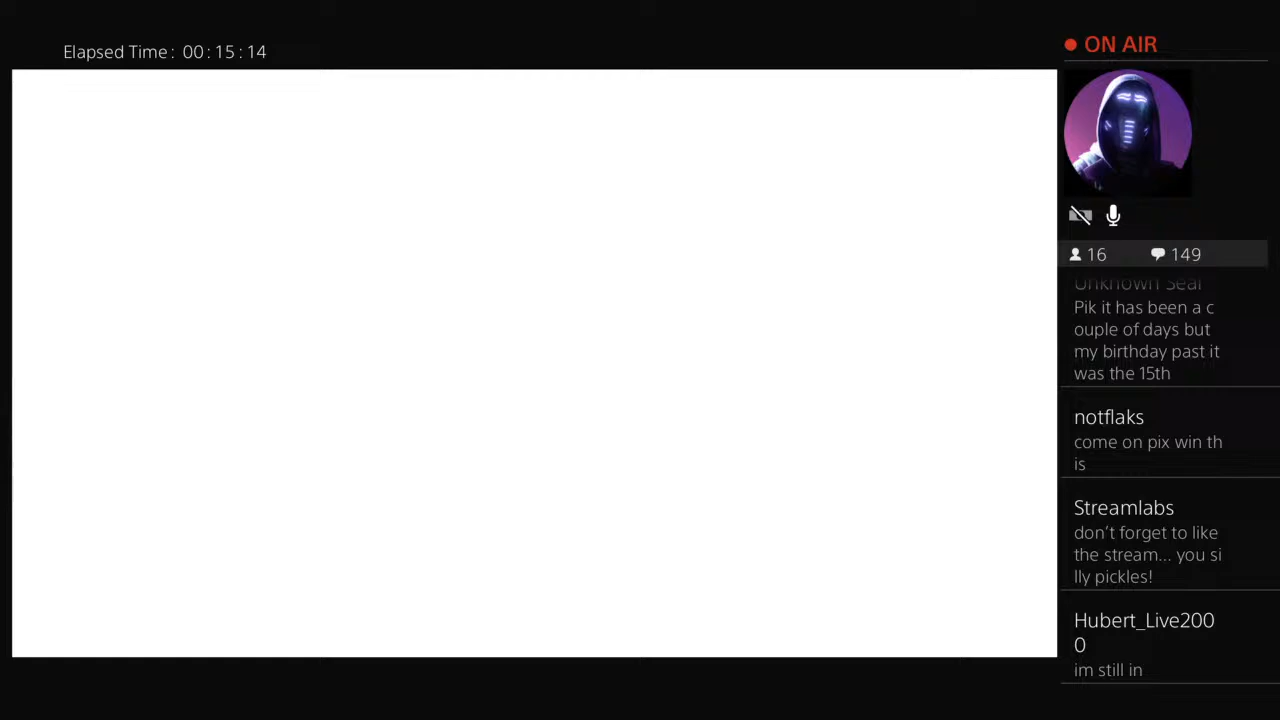 Elapsed Time: 00:15:14
ON AIR
16 149
Unknown Seal
Pik it has been a c
ouple of days but
my birthday past it
was the 15th
notflaks
come on pix win th
is
Streamlabs
don't forget to like
the stream... you si
lly pickles!
Hubert_Live200
0
im still in